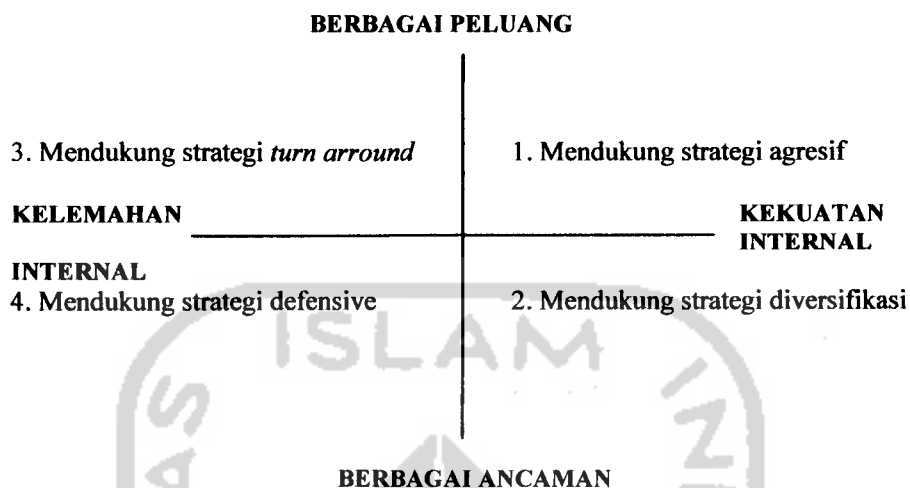 BERBAGAI PELUANG
3. Mendukung strategi turn arround
1. Mendukung strategi agresif
KELEMAHAN
KEKUATAN
INTERNAL
INTERNAL
4. Mendukung strategi defensive
2. Mendukung strategi diversifikasi
ISLAM
BERBAGAI ANCAMAN